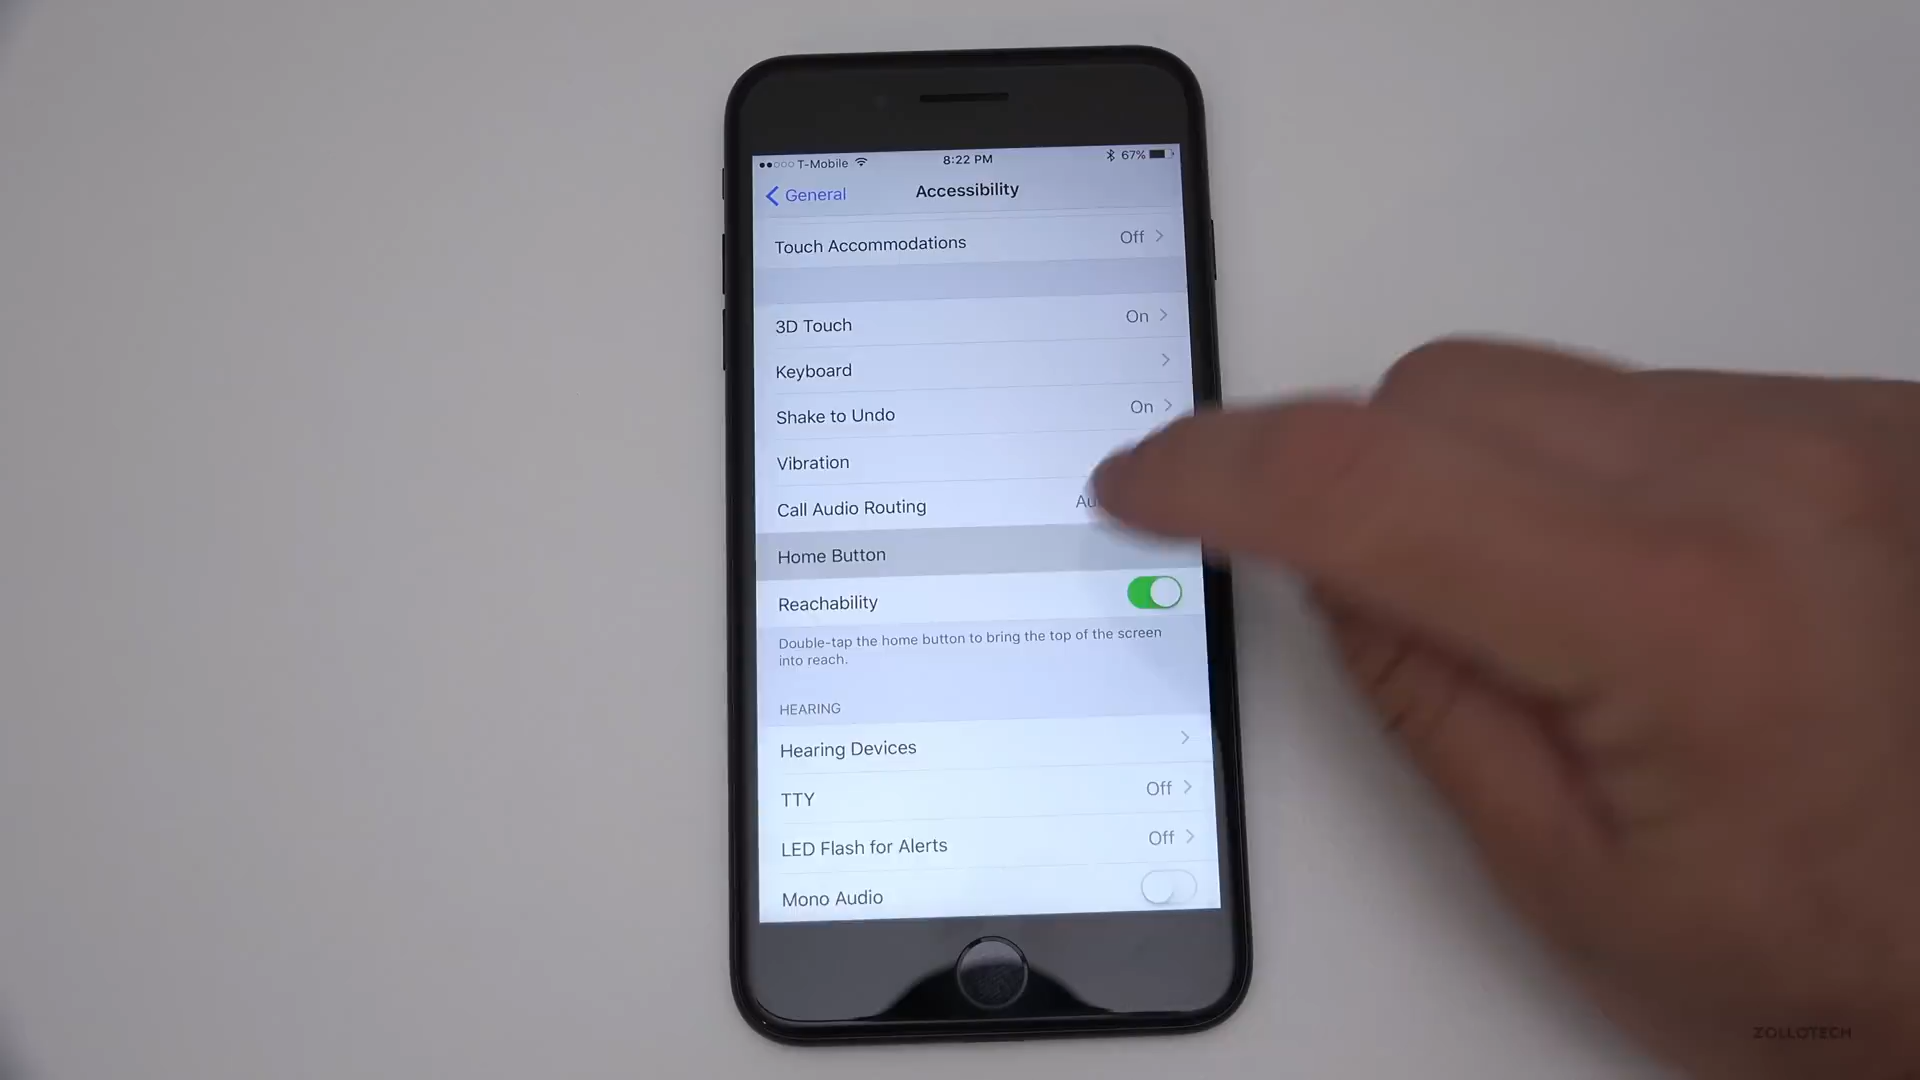 T-Mobile 8:22 PM 67%
General Accessibility
Touch Accommodations Off
3D Touch On
Keyboard
Shake to Undo On
Vibration
Call Audio Routing
Home Button
Reachability
Double-tap the home button to bring the top of the screen
into reach.
HEARING
Hearing Devices
TTY Off
LED Flash for Alerts Off
Mono Audio
ZOLLOTECH